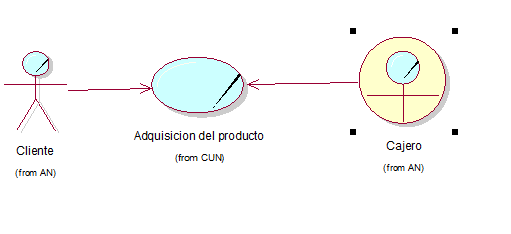 Adquisicion del producto
(from CUN)
Cliente
(from AN)
Cajero
(from AN)